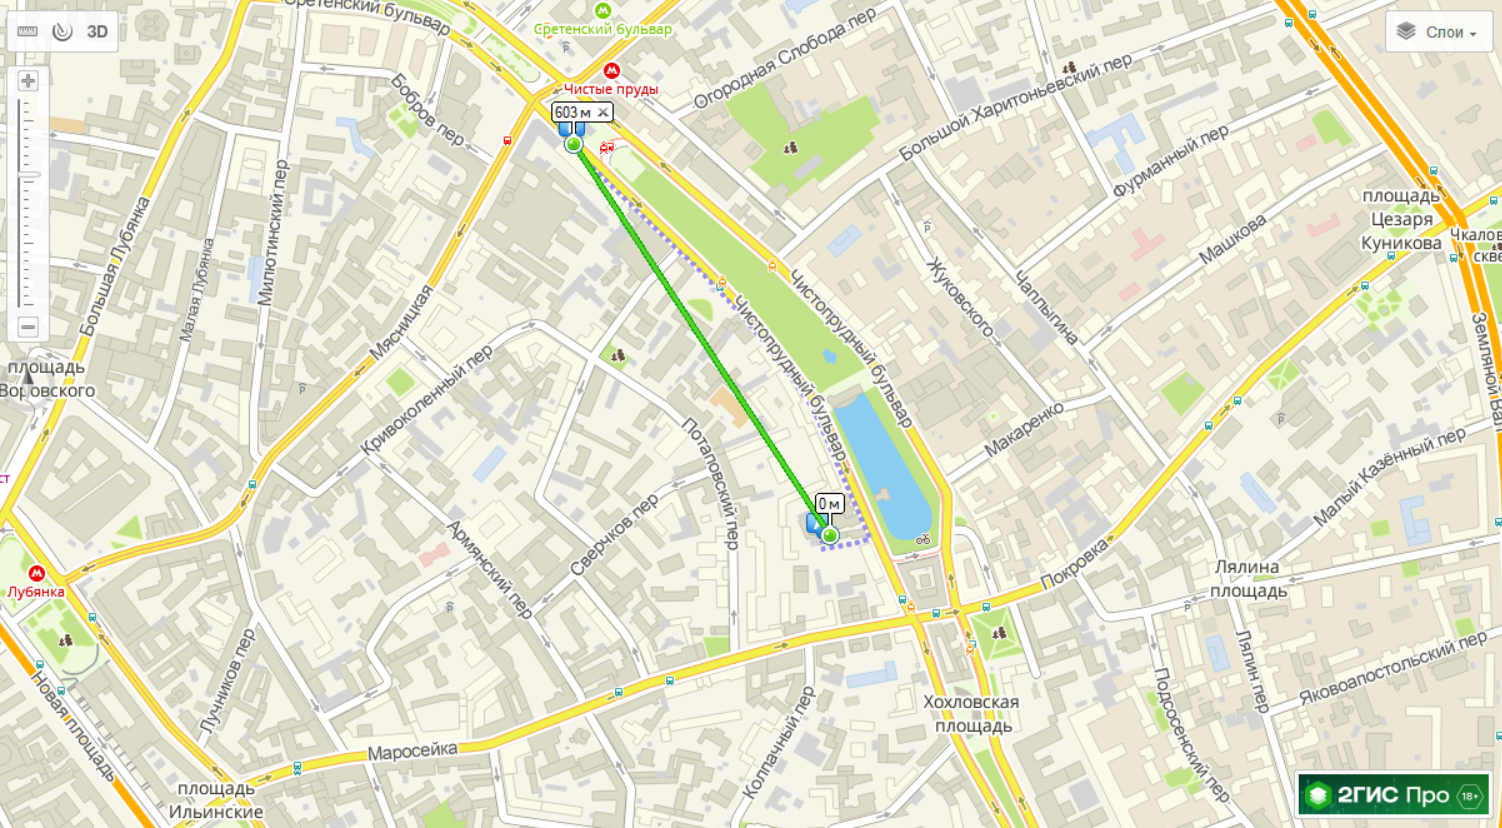 Сретенский бульвар
Сретенский бульвар
3D
Слои
Чистые пруды
Огородная Слобода пер
603 м
Бобров пер
Большой Харитоньевский пер
Фурманный пер
Милютинский пер
Большая Лубянка
Малая Лубянка
площадь
Цезаря
Куникова
Машкова
Чкалов
скве
Жуковского
Чаплыгина
Чистопрудный бульвар
Чистопрудный бульвар
Мясницкая
Земляной Вал
площадь
Воровского
Кривоколенный пер
Потаповский пер
Макаренко
Малый Казённый пер
ст
0 м
Армянский пер
Сверчков пер
Покровка
Лялина
площадь
Лубянка
Лучников пер
Новая площадь
Лялин пер
Яковоапостольский пер
Подсосенский пер
Хохловская
площадь
Колпачный пер
Маросейка
площадь
Ильинские
2ГИС Про 18+